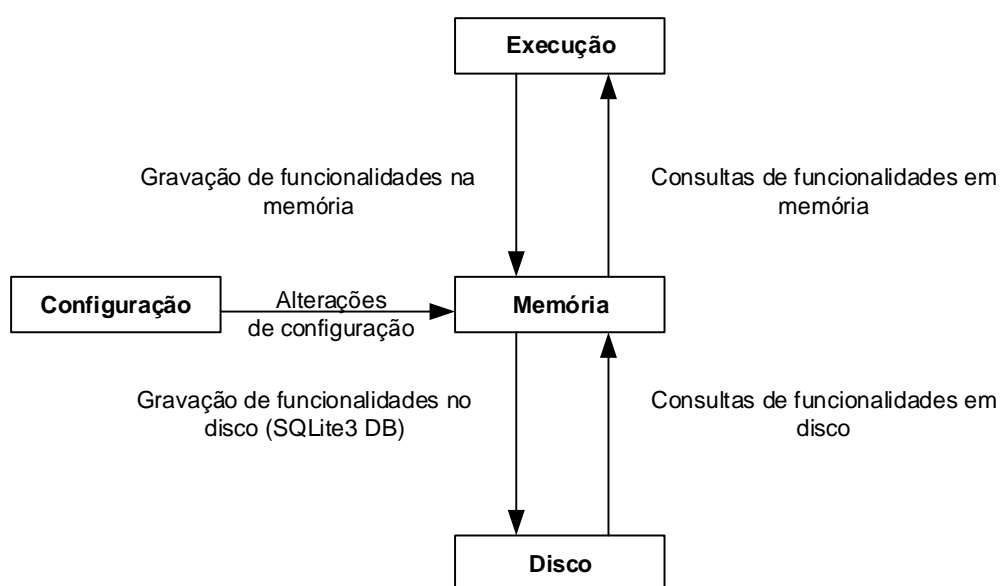 Execução
Gravação de funcionalidades na
memória
Consultas de funcionalidades em
memória
Configuração
Alterações
de configuração
Memória
Gravação de funcionalidades no
disco (SQLite3 DB)
Consultas de funcionalidades em
disco
Disco